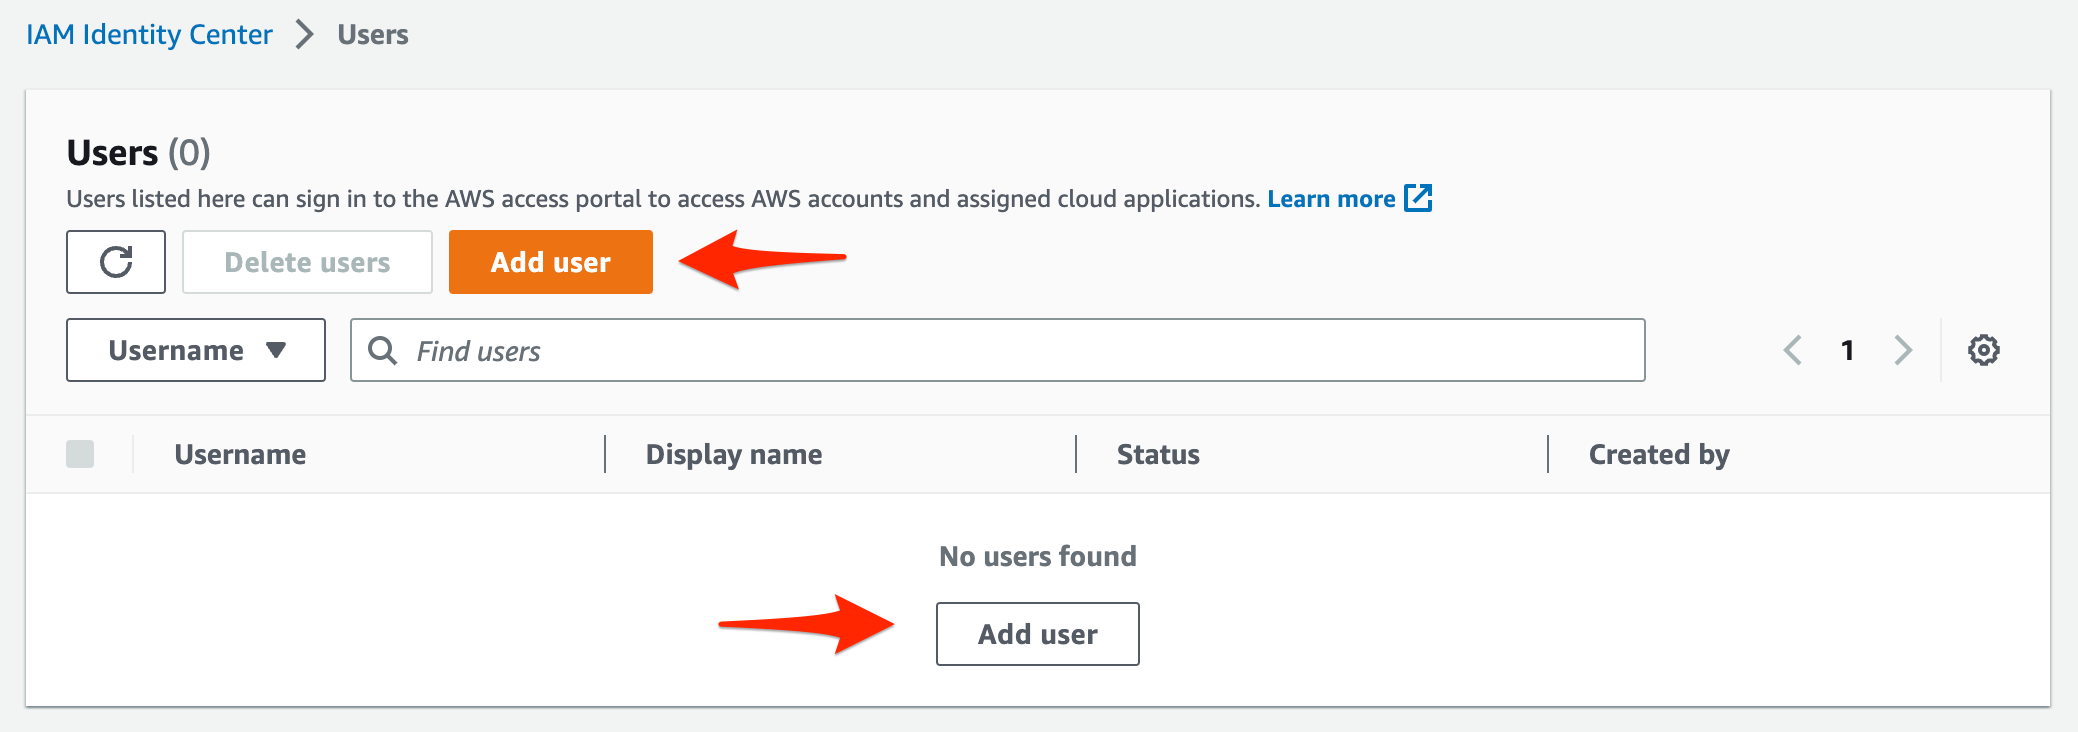 IAM Identity Center > Users
Users (0)
Users listed here can sign in to the AWS access portal to access AWS accounts and assigned cloud applications. Learn more
Delete users
Add user
Username
Find users
1
Username
Display name
Status
Created by
No users found
Add user